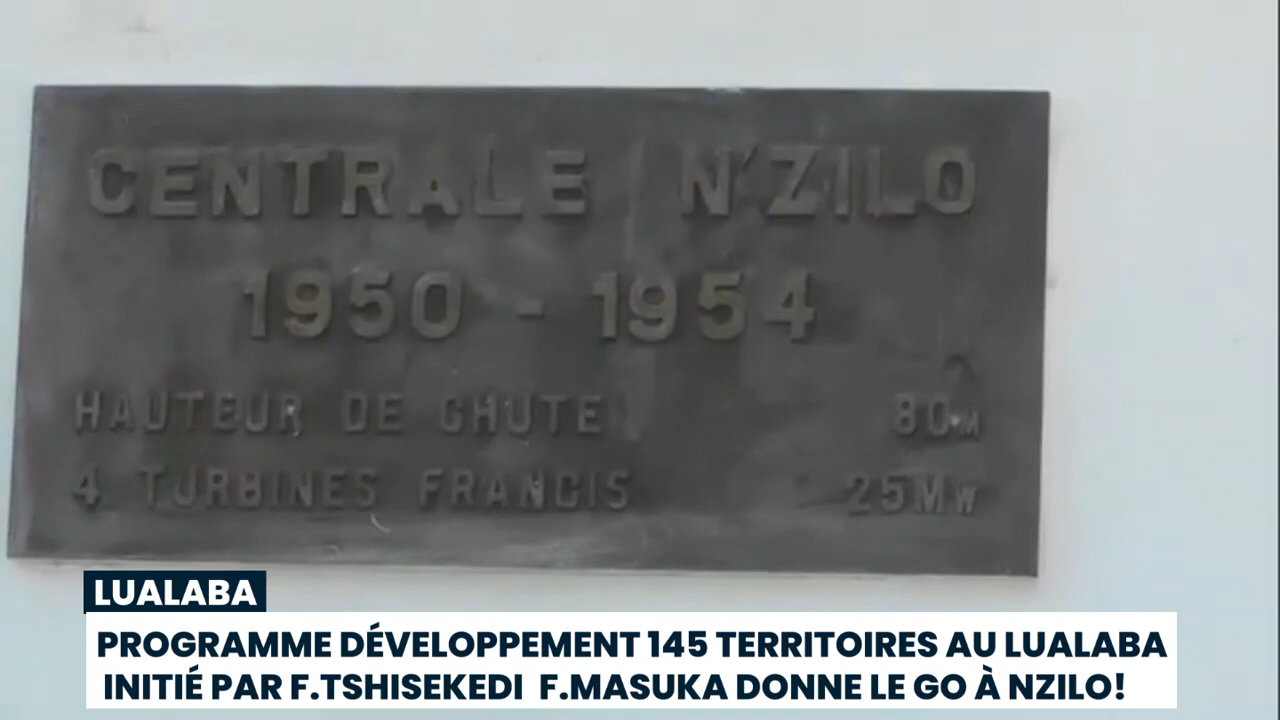 CENTRALE N'ZILO
1950 - 1954
HAUTEUR DE CHUTE 80M
4 TURBINES FRANCIS 25MW
LUALABA
PROGRAMME DÉVELOPPEMENT 145 TERRITOIRES AU LUALABA
INITIÉ PAR F.TSHISEKEDI F.MASUKA DONNE LE GO À NZILO!